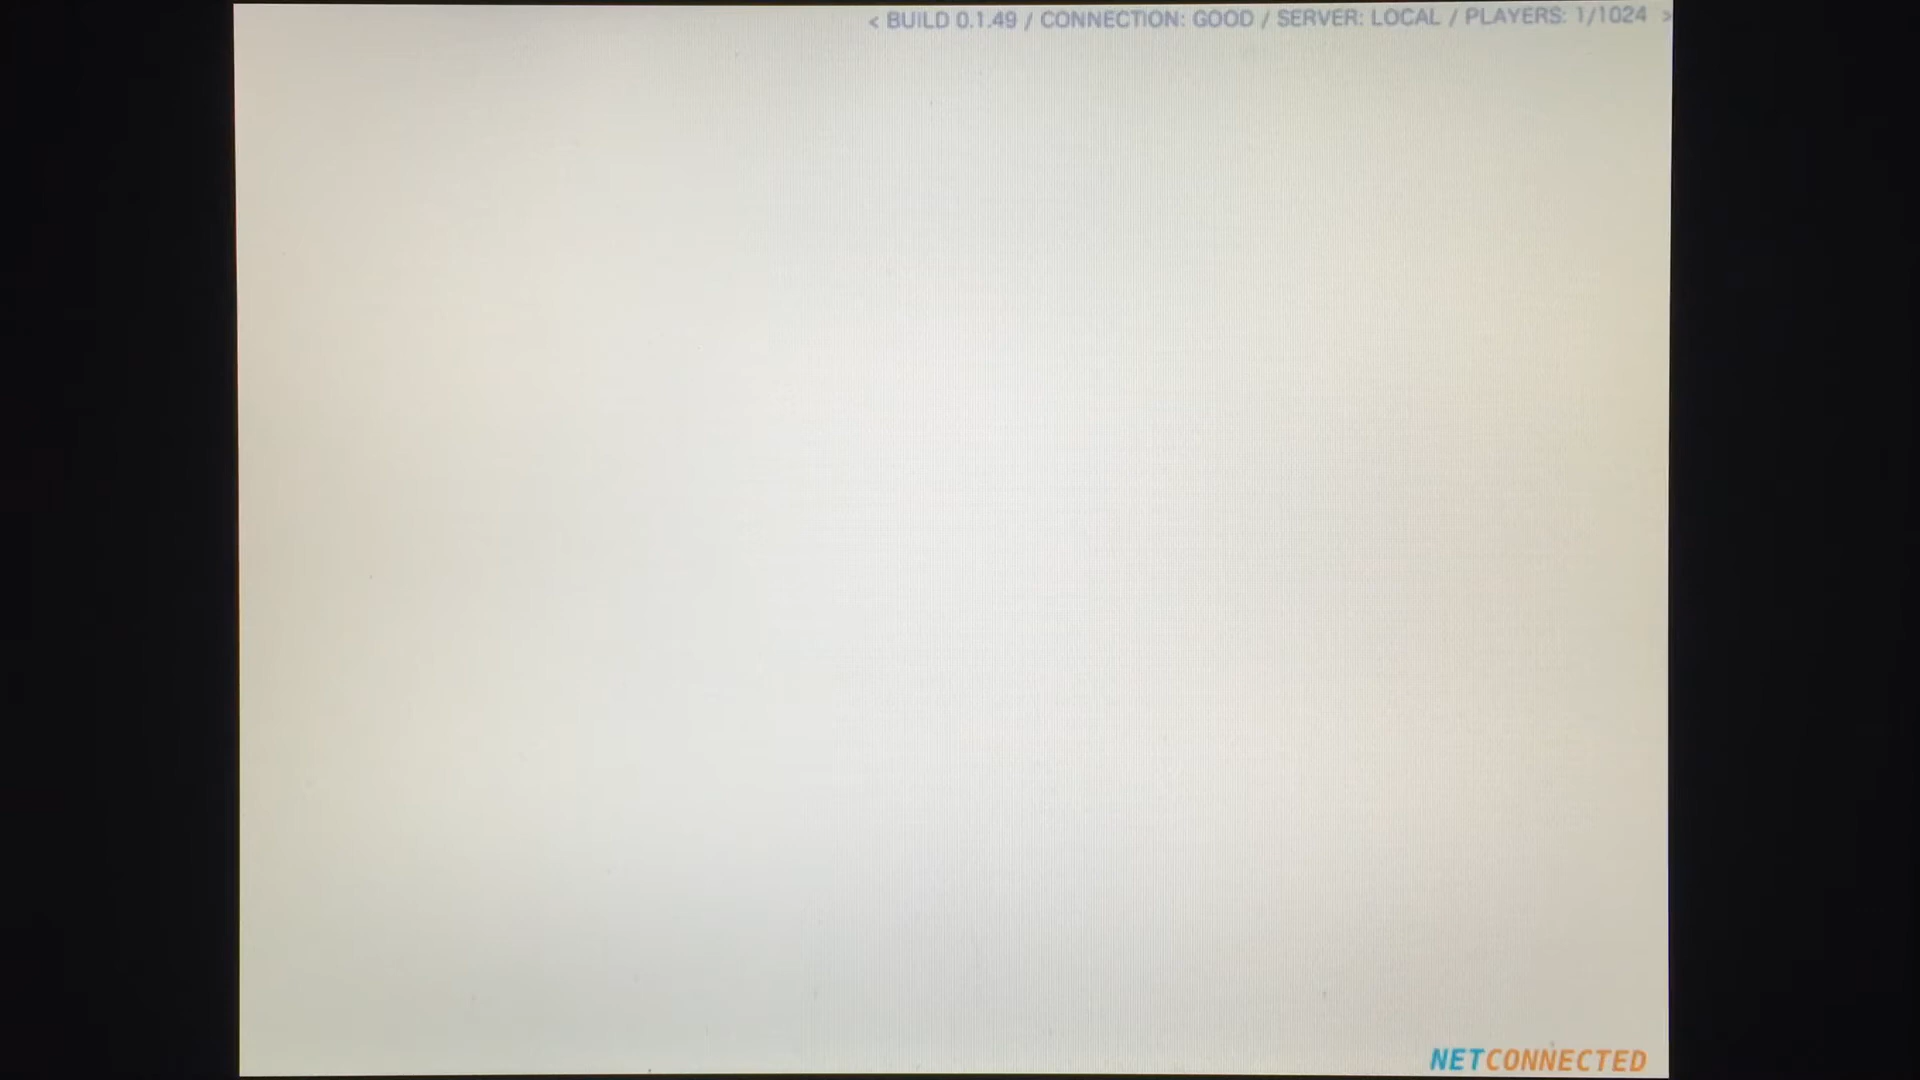 < BUILD 0.1.49 / CONNECTION: GOOD / SERVER: LOCAL / PLAYERS: 1/1024 >
NETCONNECTED